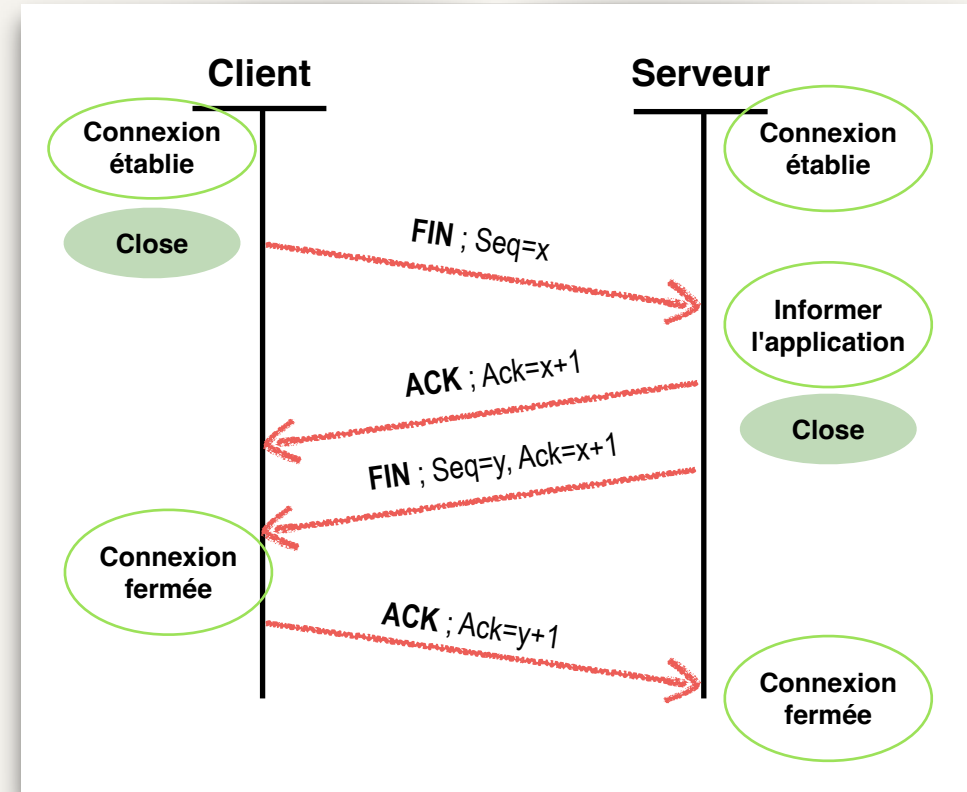 Client
Serveur
Connexion
établie
Connexion
établie
Close
FIN ; Seq=x
Informer
l'application
ACK ; Ack=x+1
Close
FIN ; Seq=y, Ack=x+1
Connexion
fermée
ACK ; Ack=y+1
Connexion
fermée